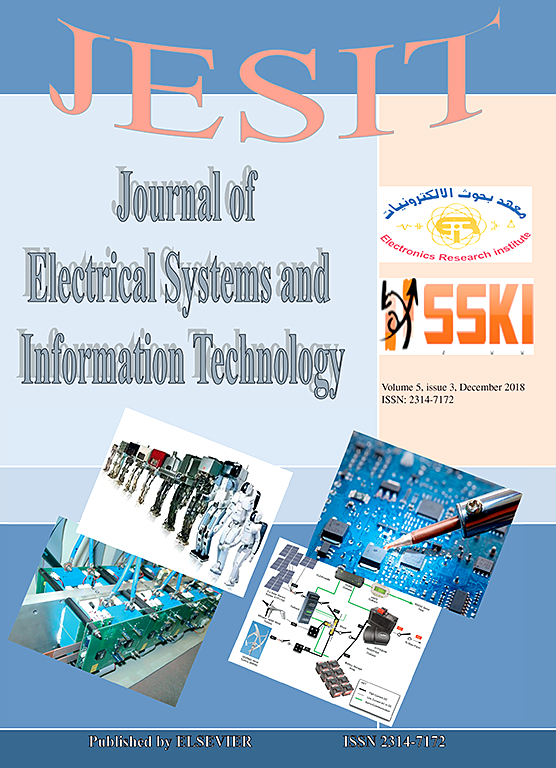 JESIT
Journal of
Electrical Systems and
Information Technology
معهد بحوث الالكترونيات
Electronics Research institute
SSKI
Volume 5, issue 3, December 2018
ISSN: 2314-7172
Published by ELSEVIER
ISSN 2314-7172